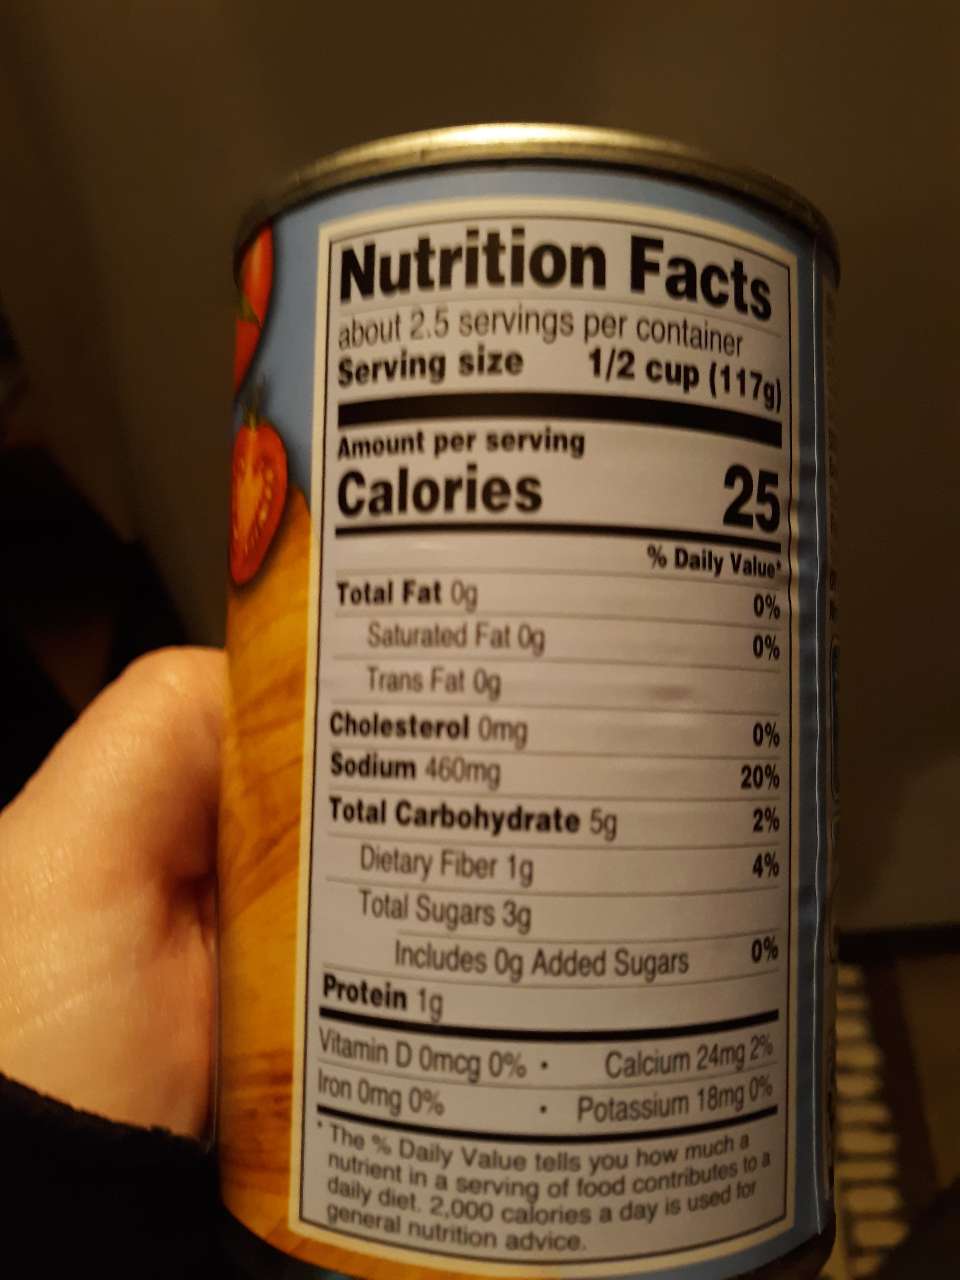 Nutrition Facts
about 2.5 servings per container
Serving size 1/2 cup (117g)
Amount per serving
Calories 25
% Daily Value*
Total Fat 0g 0%
Saturated Fat 0g 0%
Trans Fat 0g
Cholesterol 0mg 0%
Sodium 460mg 20%
Total Carbohydrate 5g 2%
Dietary Fiber 1g 4%
Total Sugars 3g
Includes 0g Added Sugars 0%
Protein 1g
Vitamin D 0mcg 0% • Calcium 24mg 2%
Iron 0mg 0% • Potassium 18mg 0%
* The % Daily Value tells you how much a
nutrient in a serving of food contributes to a
daily diet. 2,000 calories a day is used for
general nutrition advice.